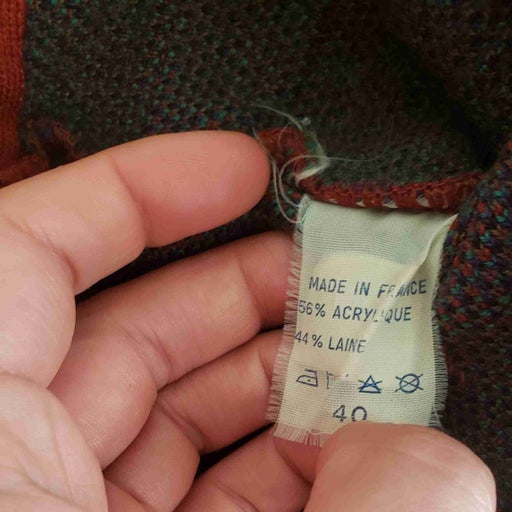 MADE IN FRANCE
56% ACRYLIQUE
44% LAINE
40